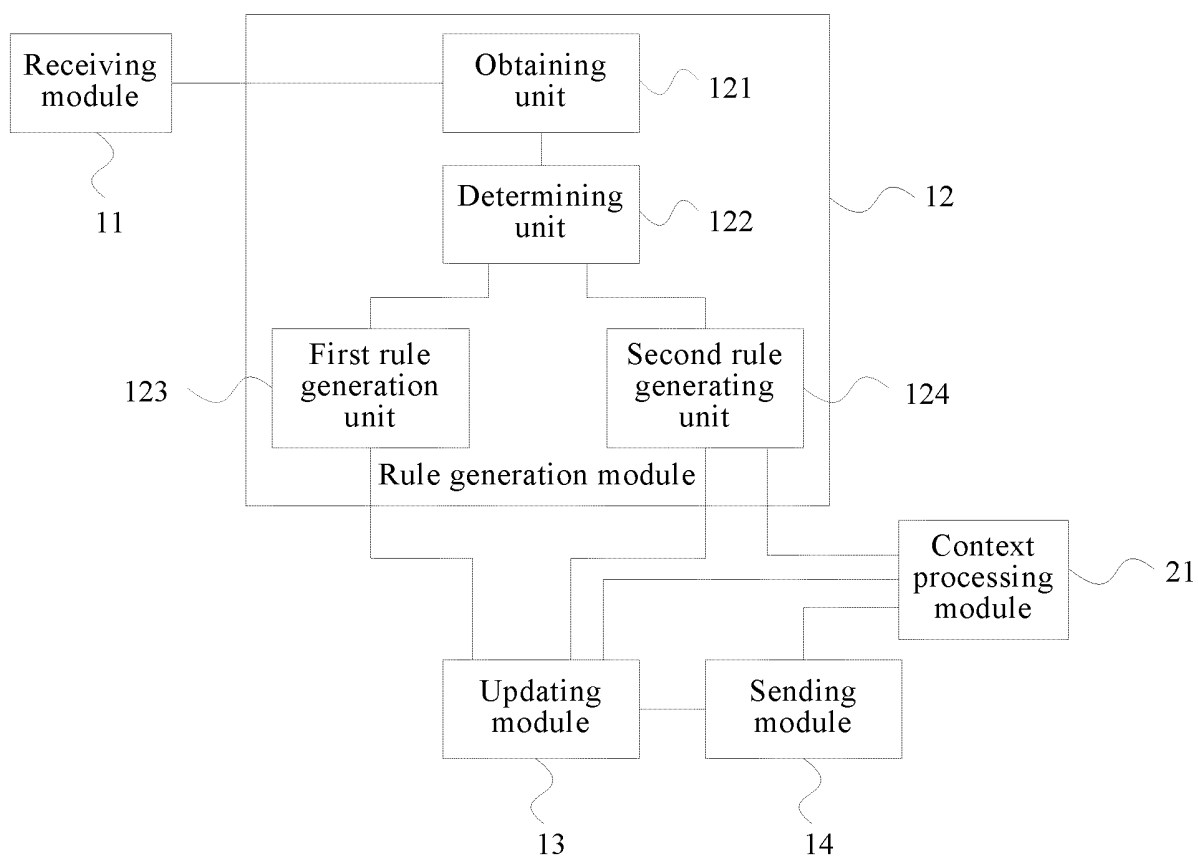 Receiving
module
11
Obtaining
unit
121
Determining
unit
122
12
First rule
generation
unit
123
Second rule
generating
unit
124
Rule generation module
Context
processing
module
21
Updating
module
13
Sending
module
14